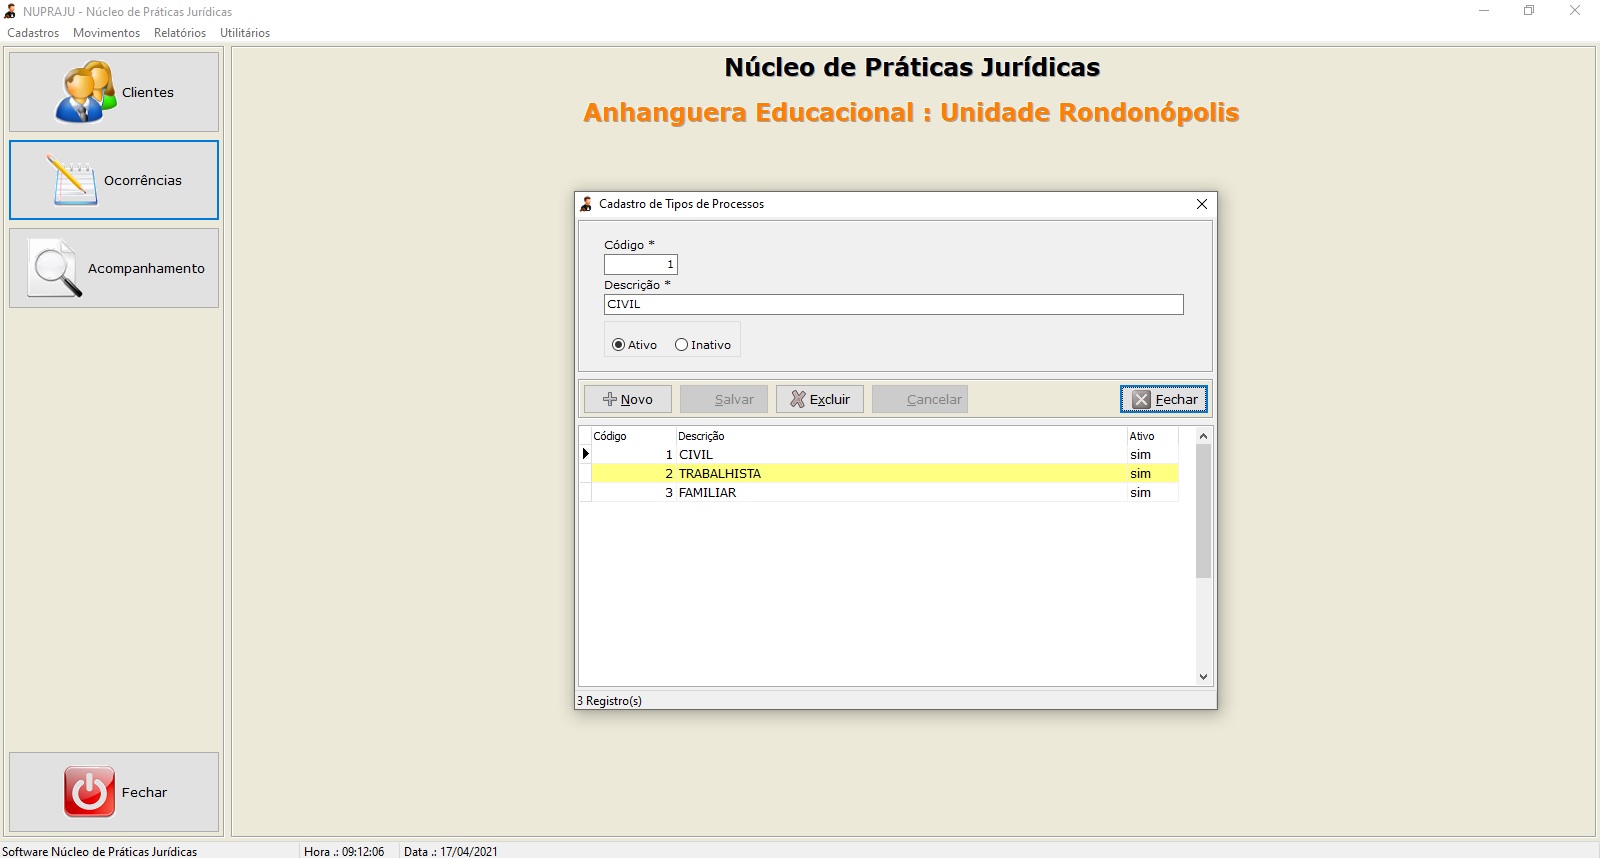 NUPRAJU - Núcleo de Práticas Jurídicas
Cadastros Movimentos Relatórios Utilitários
Clientes
Ocorrências
Acompanhamento
Fechar
Núcleo de Práticas Jurídicas
Anhanguera Educacional : Unidade Rondonópolis
Cadastro de Tipos de Processos
Código *
1
Descrição *
CIVIL
Ativo Inativo
Novo Salvar Excluir Cancelar Fechar
Código Descrição Ativo
1 CIVIL sim
2 TRABALHISTA sim
3 FAMILIAR sim
3 Registro(s)
Software Núcleo de Práticas Jurídicas Hora .: 09:12:06 Data .: 17/04/2021